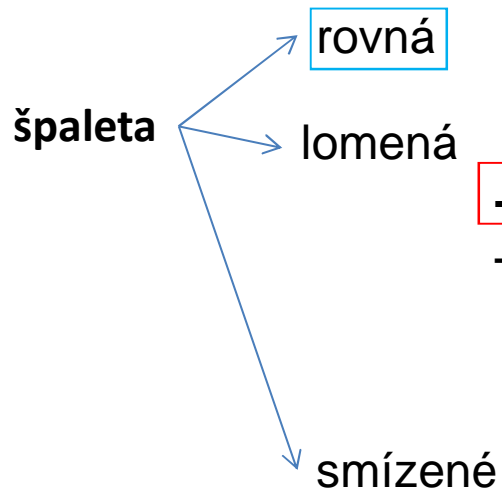 rovná
špaleta
lomená
-
-
smízené